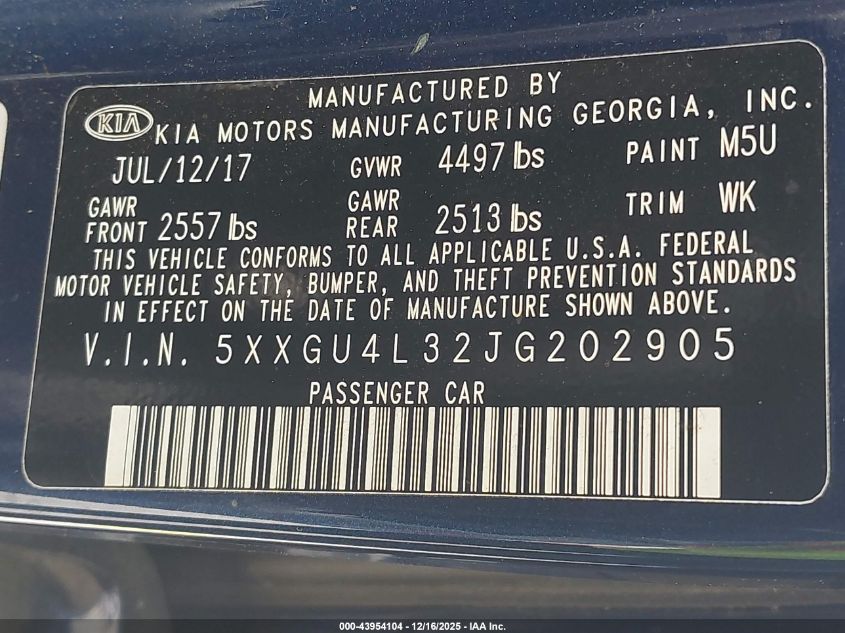 MANUFACTURED BY
KIA KIA MOTORS MANUFACTURING GEORGIA, INC.
JUL/12/17 GVWR 4497 lbs PAINT M5U
GAWR GAWR
FRONT 2557 lbs REAR 2513 lbs TRIM WK
THIS VEHICLE CONFORMS TO ALL APPLICABLE U.S.A. FEDERAL
MOTOR VEHICLE SAFETY, BUMPER, AND THEFT PREVENTION STANDARDS
IN EFFECT ON THE DATE OF MANUFACTURE SHOWN ABOVE.
V.I.N. 5XXGU4L32JG202905
PASSENGER CAR
000-43954104 - 12/16/2025 - IAA Inc.